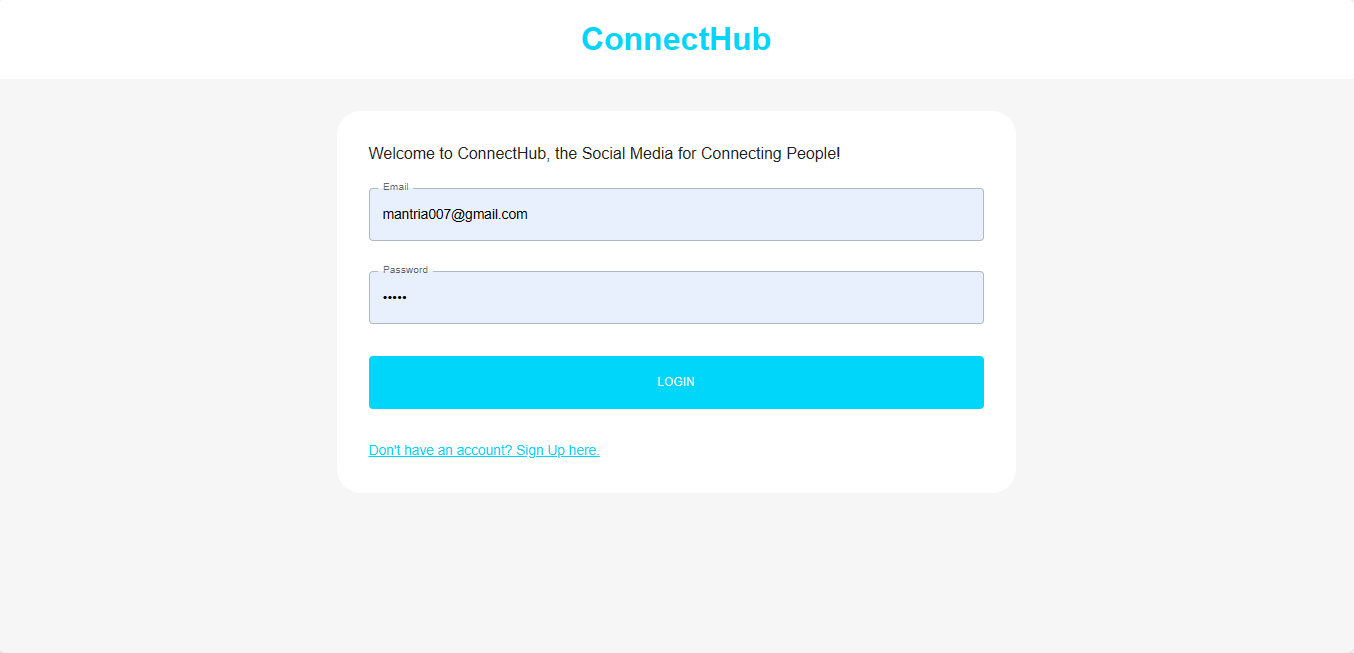 ConnectHub
Welcome to ConnectHub, the Social Media for Connecting People!
Email
mantria007@gmail.com
Password
•••••
LOGIN
Don't have an account? Sign Up here.